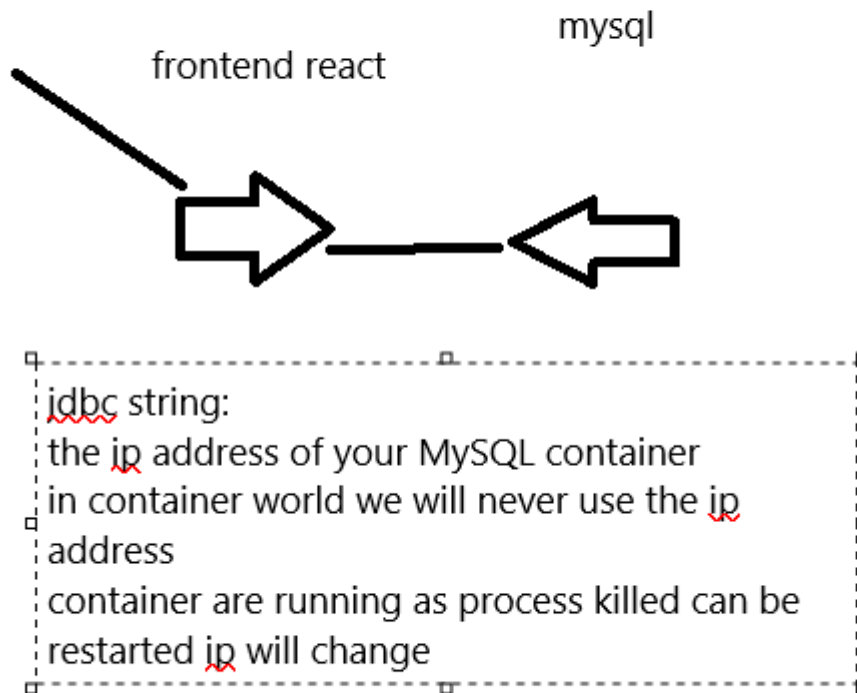 mysql
frontend react
jdbc string:
the ip address of your MySQL container
in container world we will never use the ip
address
container are running as process killed can be
restarted ip will change